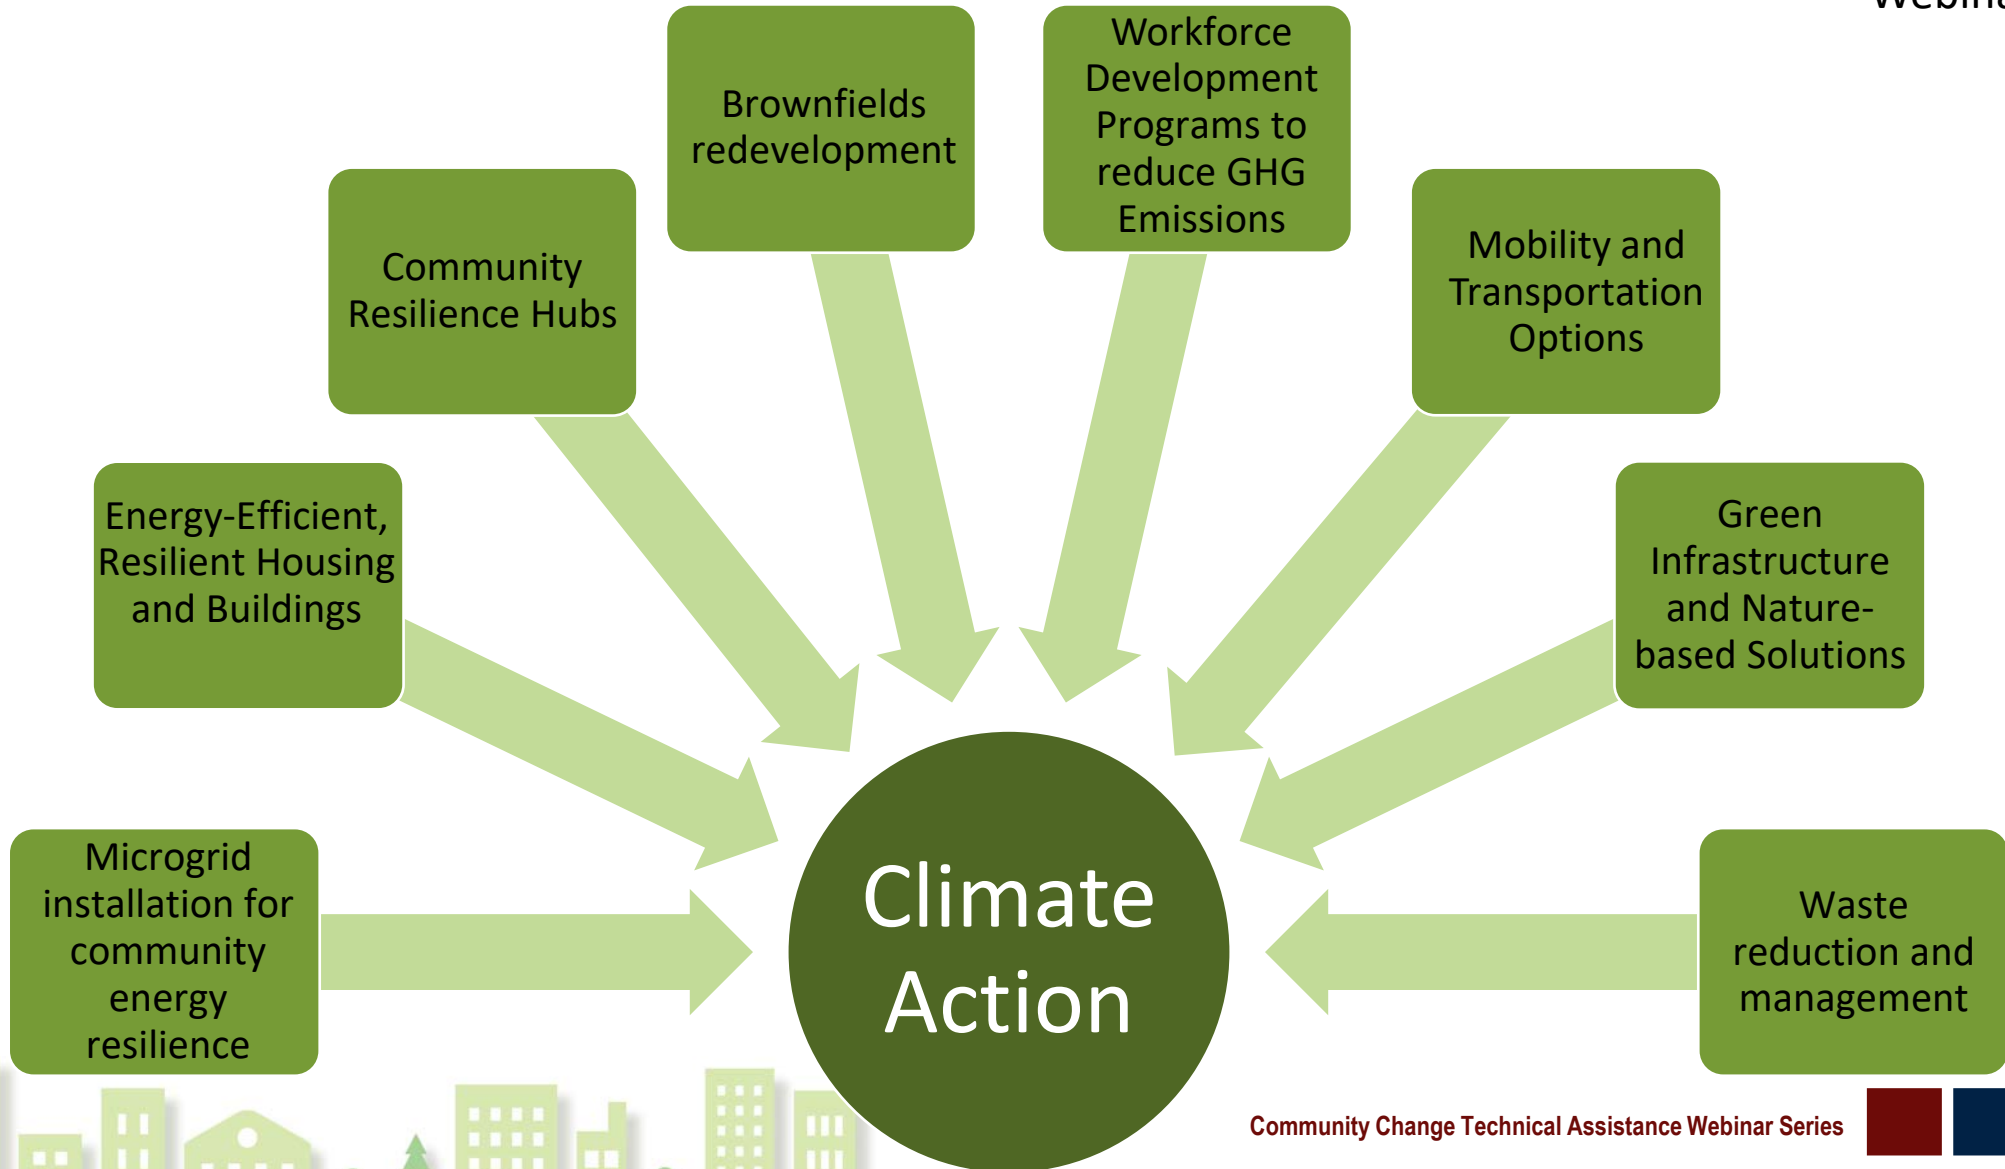 Brownfields
redevelopment
Workforce
Development
Programs to
reduce GHG
Emissions
Community
Resilience Hubs
Mobility and
Transportation
Options
Energy-Efficient,
Resilient Housing
and Buildings
Green
Infrastructure
and Nature-
based Solutions
Microgrid
installation for
community
energy
resilience
Climate
Action
Waste
reduction and
management
Community Change Technical Assistance Webinar Series